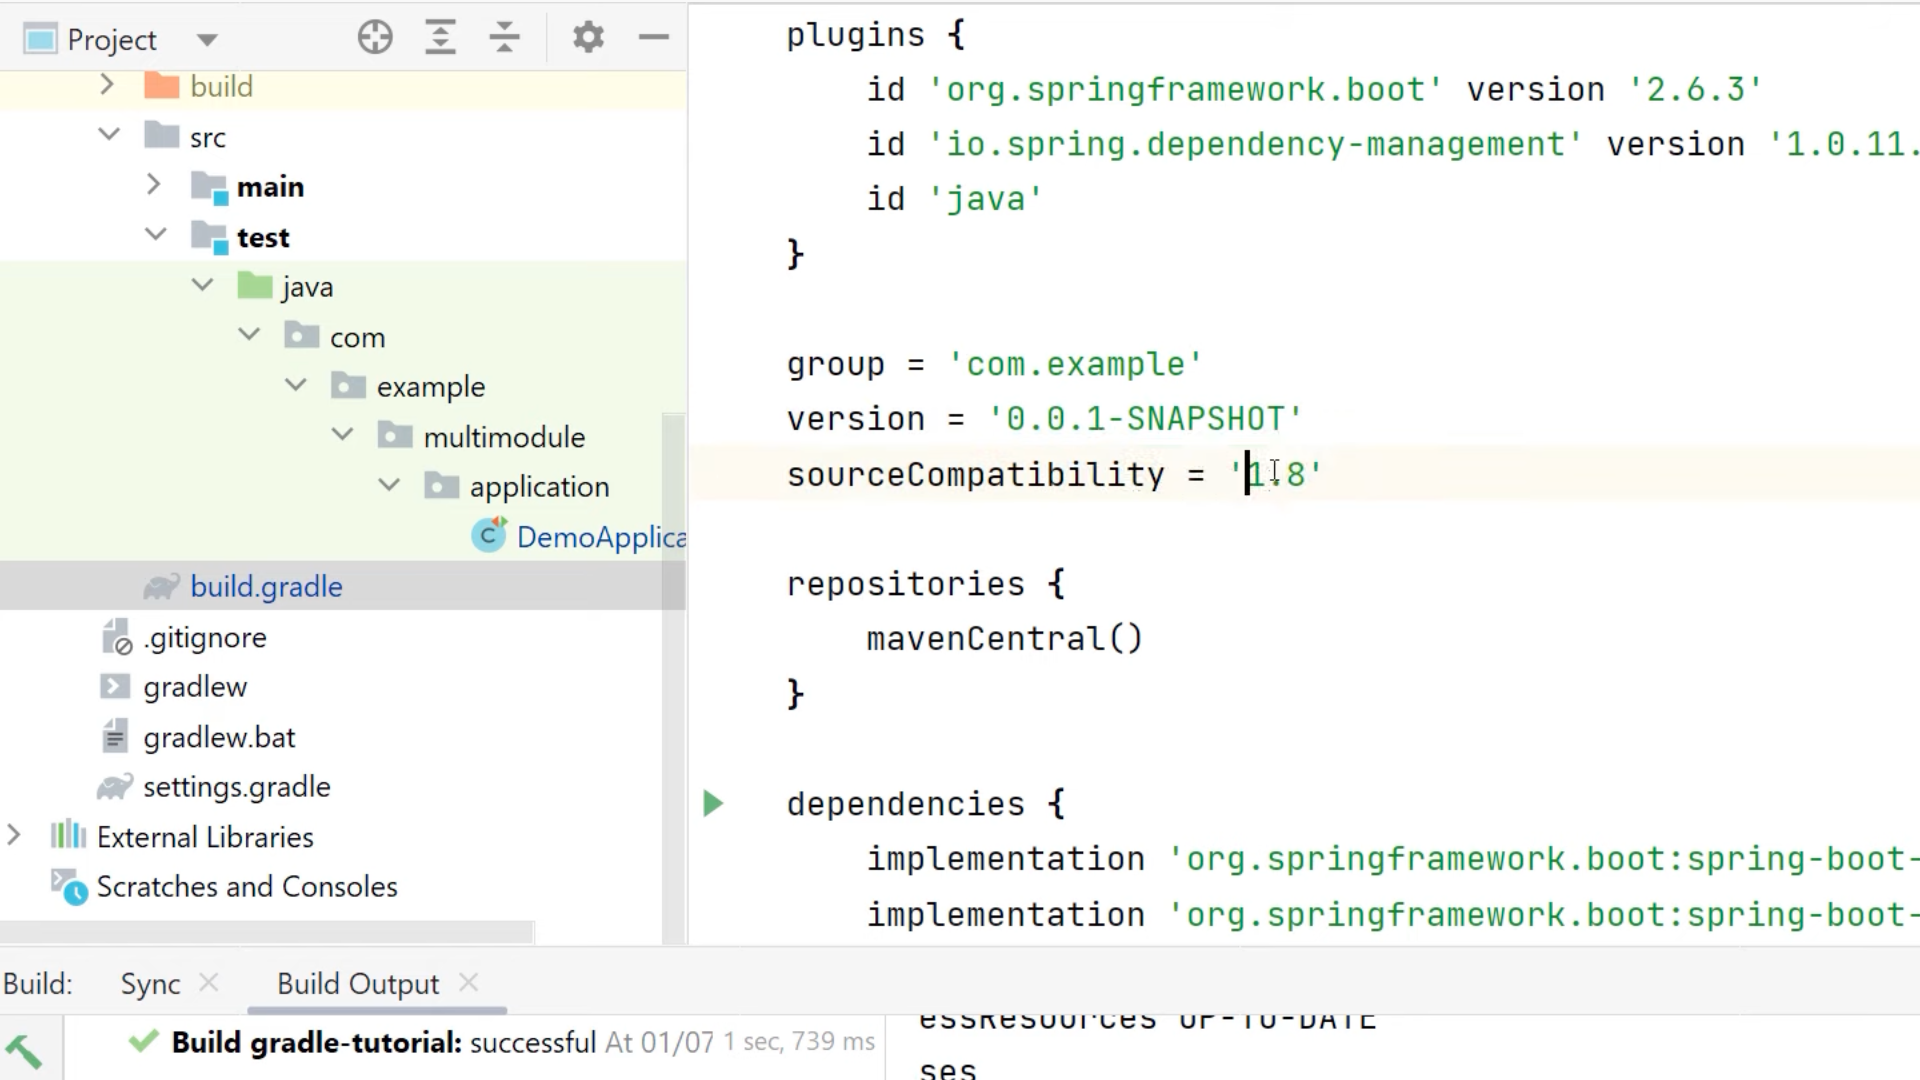 Project
build
src
main
test
java
com
example
multimodule
application
DemoApplica
build.gradle
.gitignore
gradlew
gradlew.bat
settings.gradle
External Libraries
Scratches and Consoles
plugins {
id 'org.springframework.boot' version '2.6.3'
id 'io.spring.dependency-management' version '1.0.11.
id 'java'
}
group = 'com.example'
version = '0.0.1-SNAPSHOT'
sourceCompatibility = '1.8'
repositories {
mavenCentral()
}
dependencies {
implementation 'org.springframework.boot:spring-boot-
implementation 'org.springframework.boot:spring-boot-
Build: Sync Build Output
Build gradle-tutorial: successful At 01/07 1 sec, 739 ms
essResources UP-TO-DATE
ses